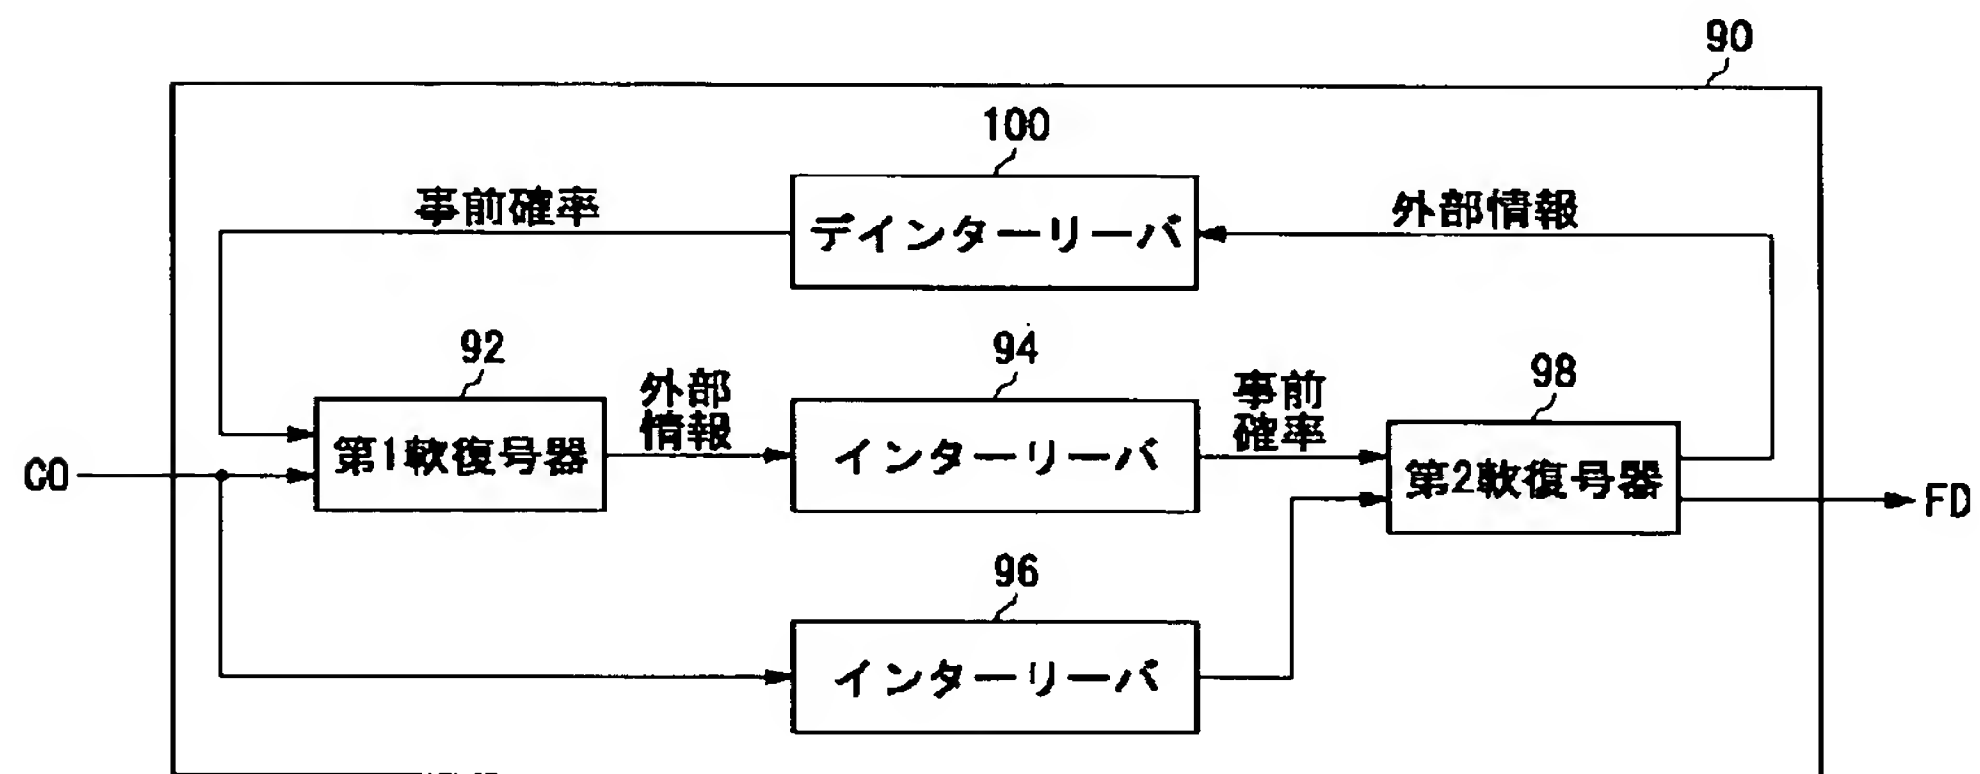 90
100
事前確率
デインターリーバ
外部情報
92
外部
情報
94
事前
確率
98
第1軟復号器
インターリーバ
第2軟復号器
CO
FD
96
インターリーバ